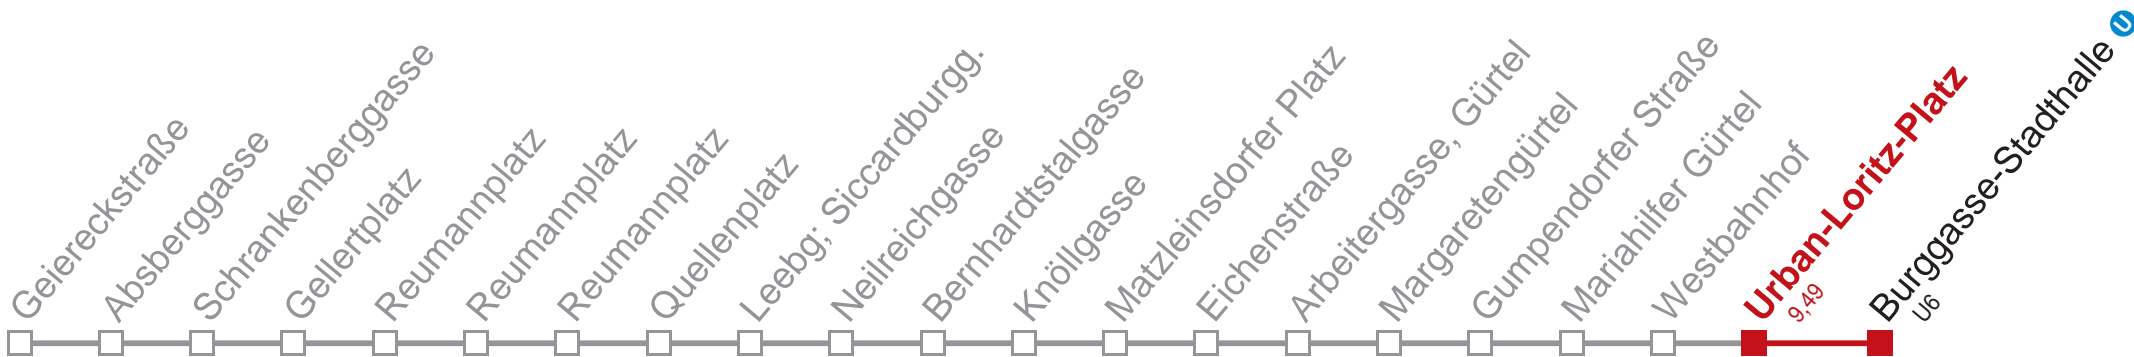 Geiereckstraße
Absberggasse
Schrankenberggasse
Gellertplatz
Reumannplatz
Reumannplatz
Reumannplatz
Quellenplatz
Leebg; Siccardburgg.
Neilreichgasse
Bernhardtstalgasse
Knöllgasse
Matzleinsdorfer Platz
Eichenstraße
Arbeitergasse, Gürtel
Margaretengürtel
Gumpendorfer Straße
Mariahilfer Gürtel
Westbahnhof
Urban-Loritz-Platz
9,49
Burggasse-Stadthalle U
U6